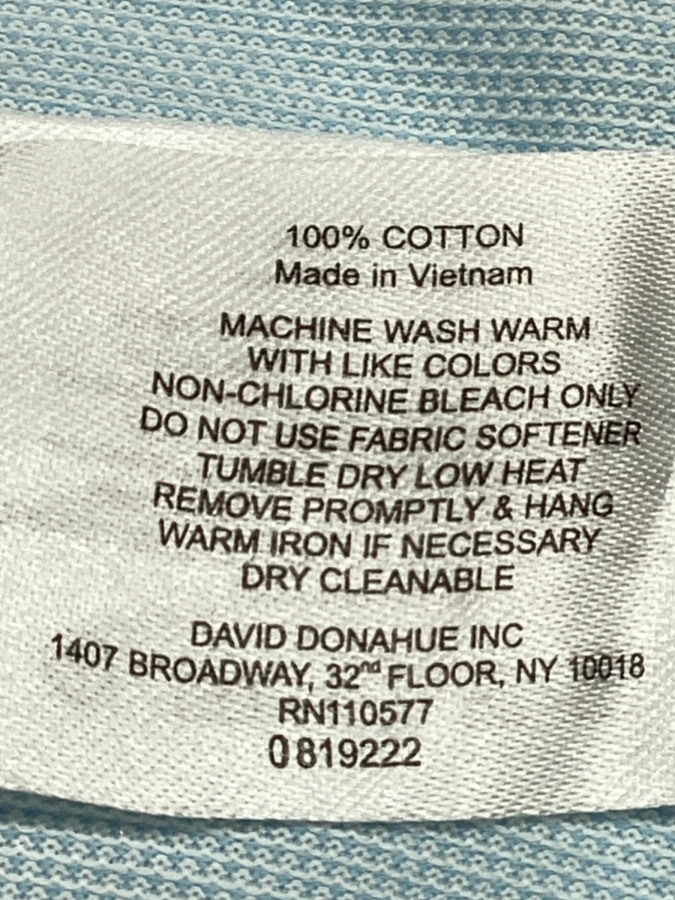 100% COTTON
Made in Vietnam
MACHINE WASH WARM
WITH LIKE COLORS
NON-CHLORINE BLEACH ONLY
DO NOT USE FABRIC SOFTENER
TUMBLE DRY LOW HEAT
REMOVE PROMPTLY & HANG
WARM IRON IF NECESSARY
DRY CLEANABLE
DAVID DONAHUE INC
1407 BROADWAY, 32nd FLOOR, NY 10018
RN110577
0819222